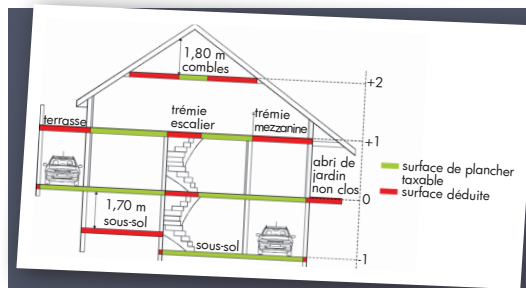 1,80 m
combles
+2
terrasse
trémie
escalier
trémie
mezzanine
+1
abri de
jardin
non clos
surface de plancher
taxable
surface déduite
0
1,70 m
sous-sol
sous-sol
-1